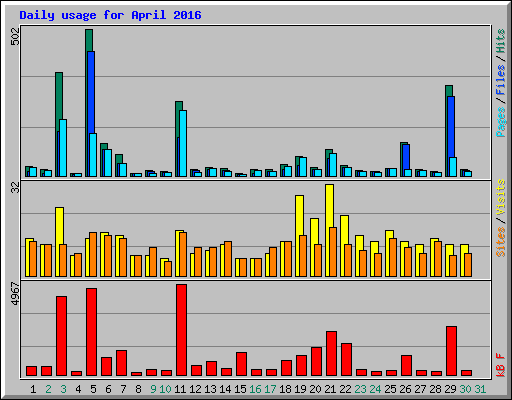 Daily usage for April 2016
502
Pages / Files / Hits
32
Sites / Visits
4967
kB F
1 2 3 4 5 6 7 8 9 10 11 12 13 14 15 16 17 18 19 20 21 22 23 24 25 26 27 28 29 30 31